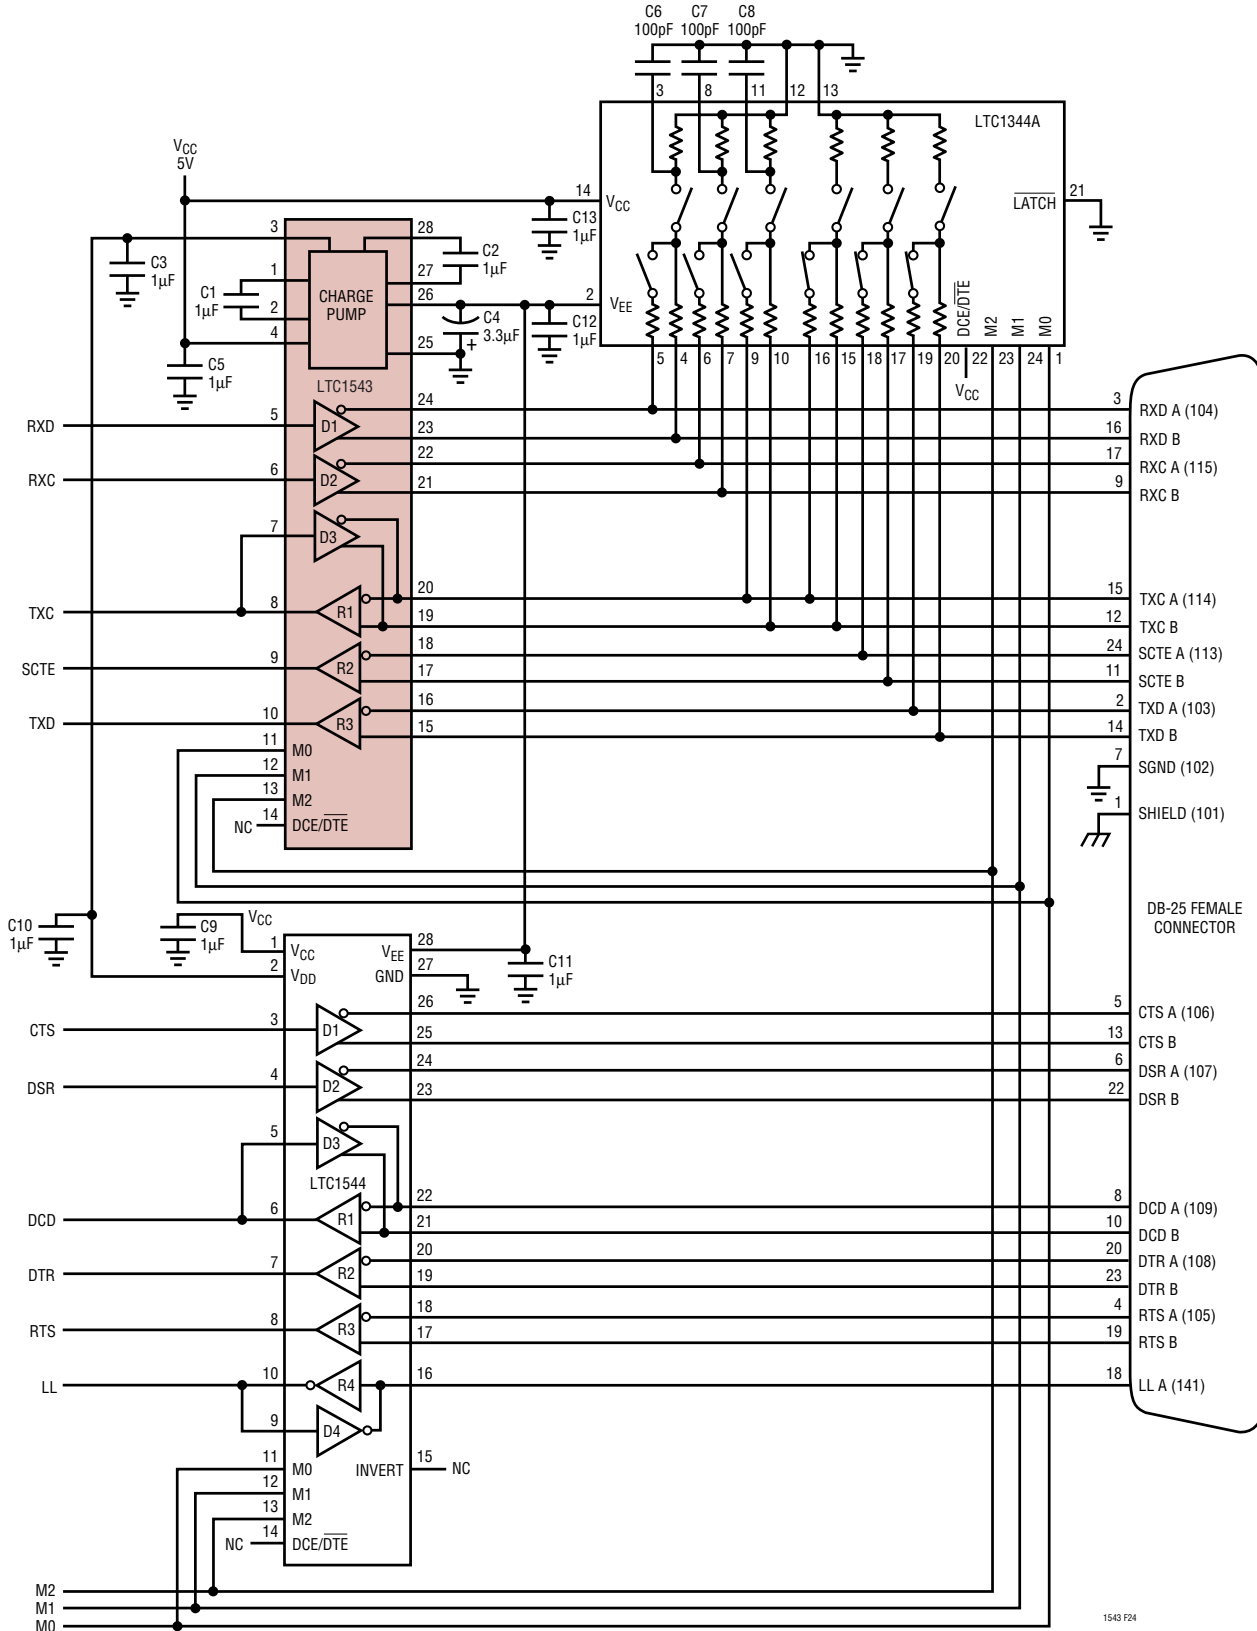 C6 C7 C8
100pF 100pF 100pF
3 8 11 12 13
LTC1344A
VCC
5V
14
VCC
LATCH
21
C13
1µF
3
28
C3
1µF
C2
1µF
1
27
C1
1µF
CHARGE
PUMP
26
2
VEE
2
C4
3.3µF
+
C12
1µF
4
25
C5
1µF
DCE/DTE
M2
M1
M0
LTC1543
5 4 6 7 9 10 16 15 18 17 19 20 22 23 24 1
VCC
RXD
5
D1
24
3
RXD A (104)
23
16
RXD B
RXC
6
D2
22
17
RXC A (115)
21
9
RXC B
7
D3
TXC
8
R1
20
15
TXC A (114)
19
12
TXC B
SCTE
9
R2
18
24
SCTE A (113)
17
11
SCTE B
TXD
10
R3
16
2
TXD A (103)
15
14
TXD B
11
M0
7
SGND (102)
12
M1
13
M2
1
SHIELD (101)
NC
14
DCE/DTE
C10
1µF
C9
1µF
VCC
DB-25 FEMALE
CONNECTOR
1
VCC
VEE
28
2
VDD
GND
27
C11
1µF
CTS
3
D1
26
5
CTS A (106)
25
13
CTS B
DSR
4
D2
24
6
DSR A (107)
23
22
DSR B
5
D3
LTC1544
DCD
6
R1
22
8
DCD A (109)
21
10
DCD B
DTR
7
R2
20
20
DTR A (108)
19
23
DTR B
RTS
8
R3
18
4
RTS A (105)
17
19
RTS B
LL
10
R4
16
18
LL A (141)
9
D4
11
M0
INVERT
15
NC
12
M1
13
M2
NC
14
DCE/DTE
M2
M1
M0
1543 F24